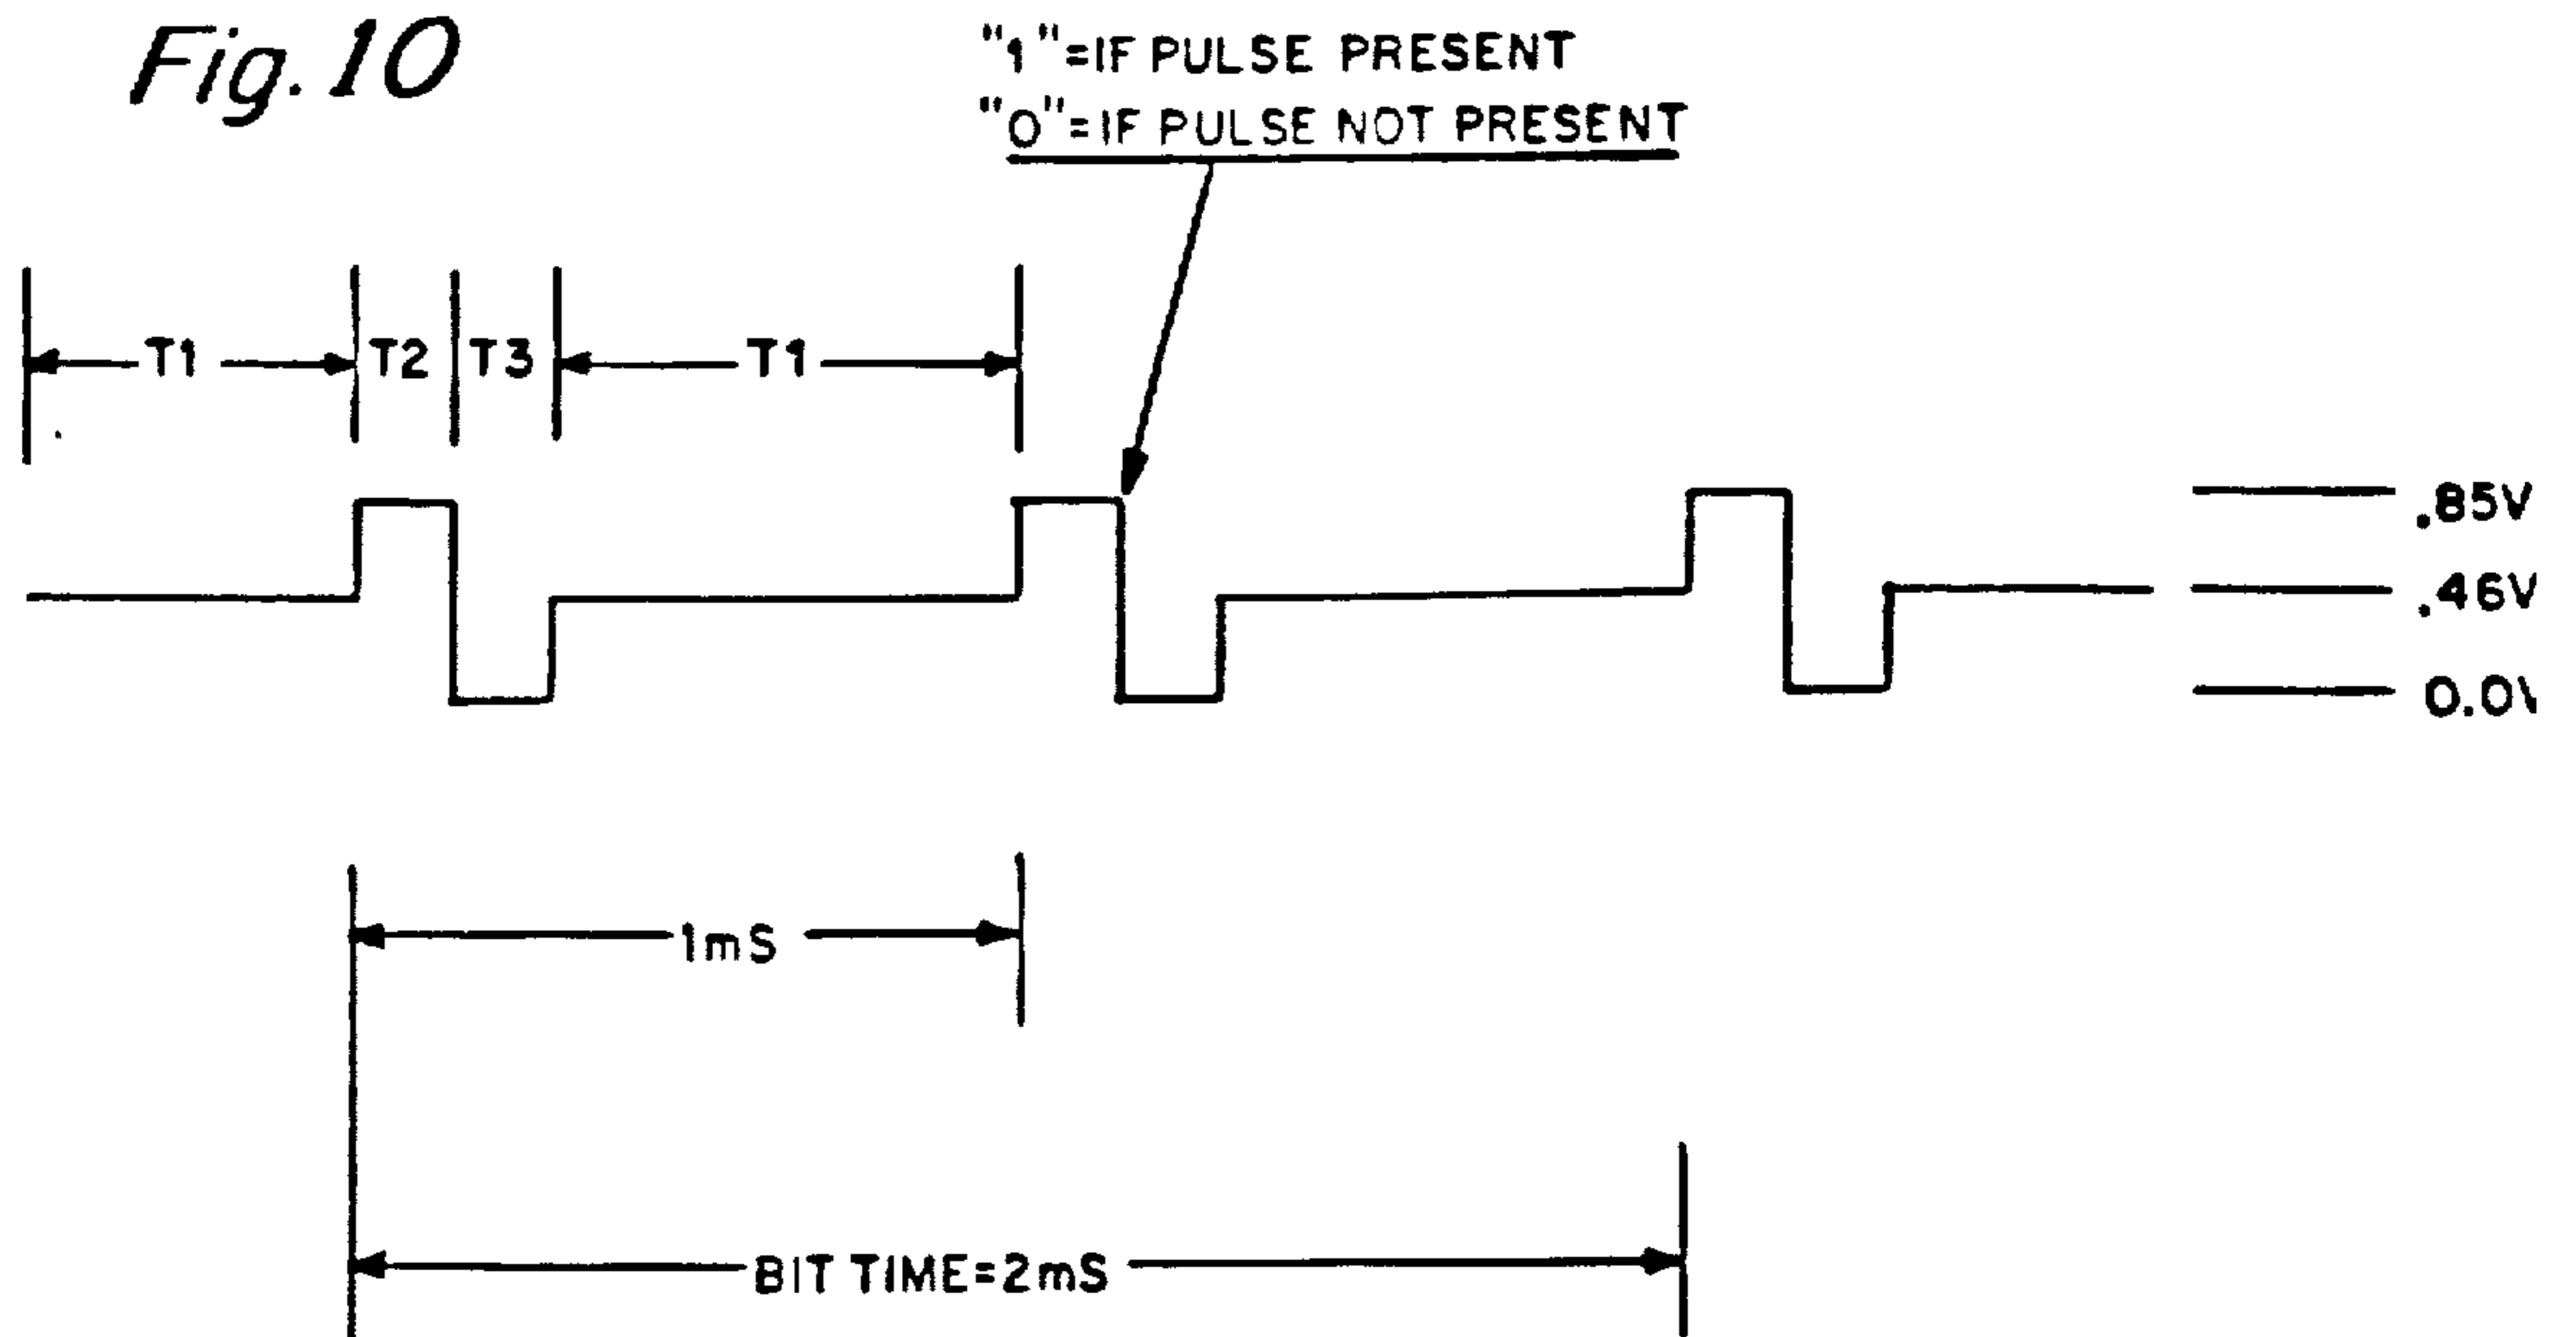 Fig. 10
"1"=IF PULSE PRESENT
"0"=IF PULSE NOT PRESENT
T1 T2 T3 T1
.85V
.46V
0.0V
1mS
BIT TIME=2mS